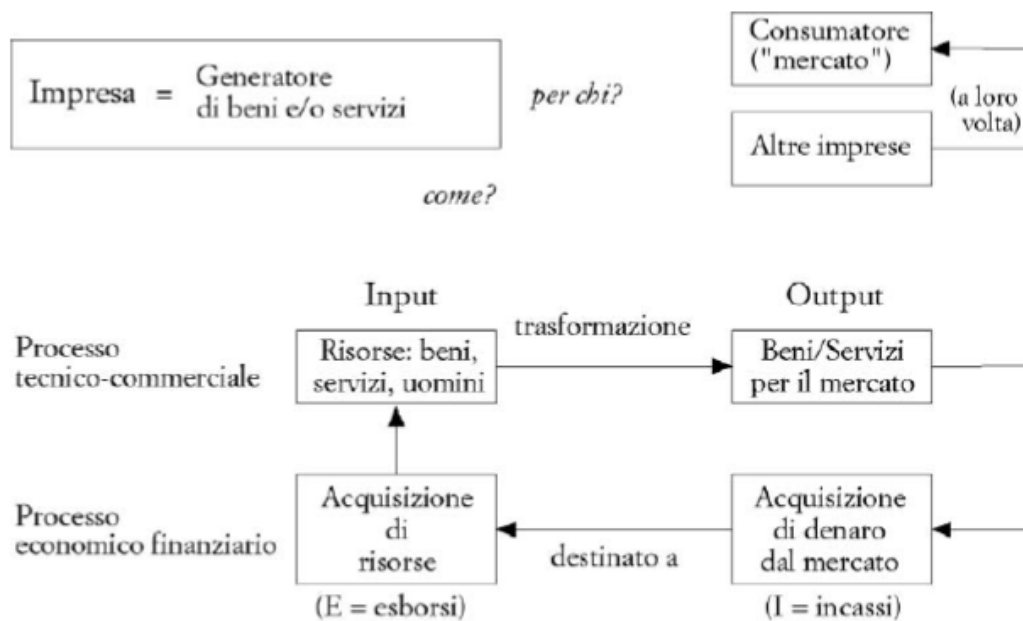 Impresa = Generatore
di beni e/o servizi
per chi?
Consumatore
("mercato")
(a loro
volta)
Altre imprese
come?
Input
Output
Processo
tecnico-commerciale
Risorse: beni,
servizi, uomini
trasformazione
Beni/Servizi
per il mercato
Processo
economico finanziario
Acquisizione
di
risorse
destinato a
Acquisizione
di denaro
dal mercato
(E = esborsi)
(I = incassi)